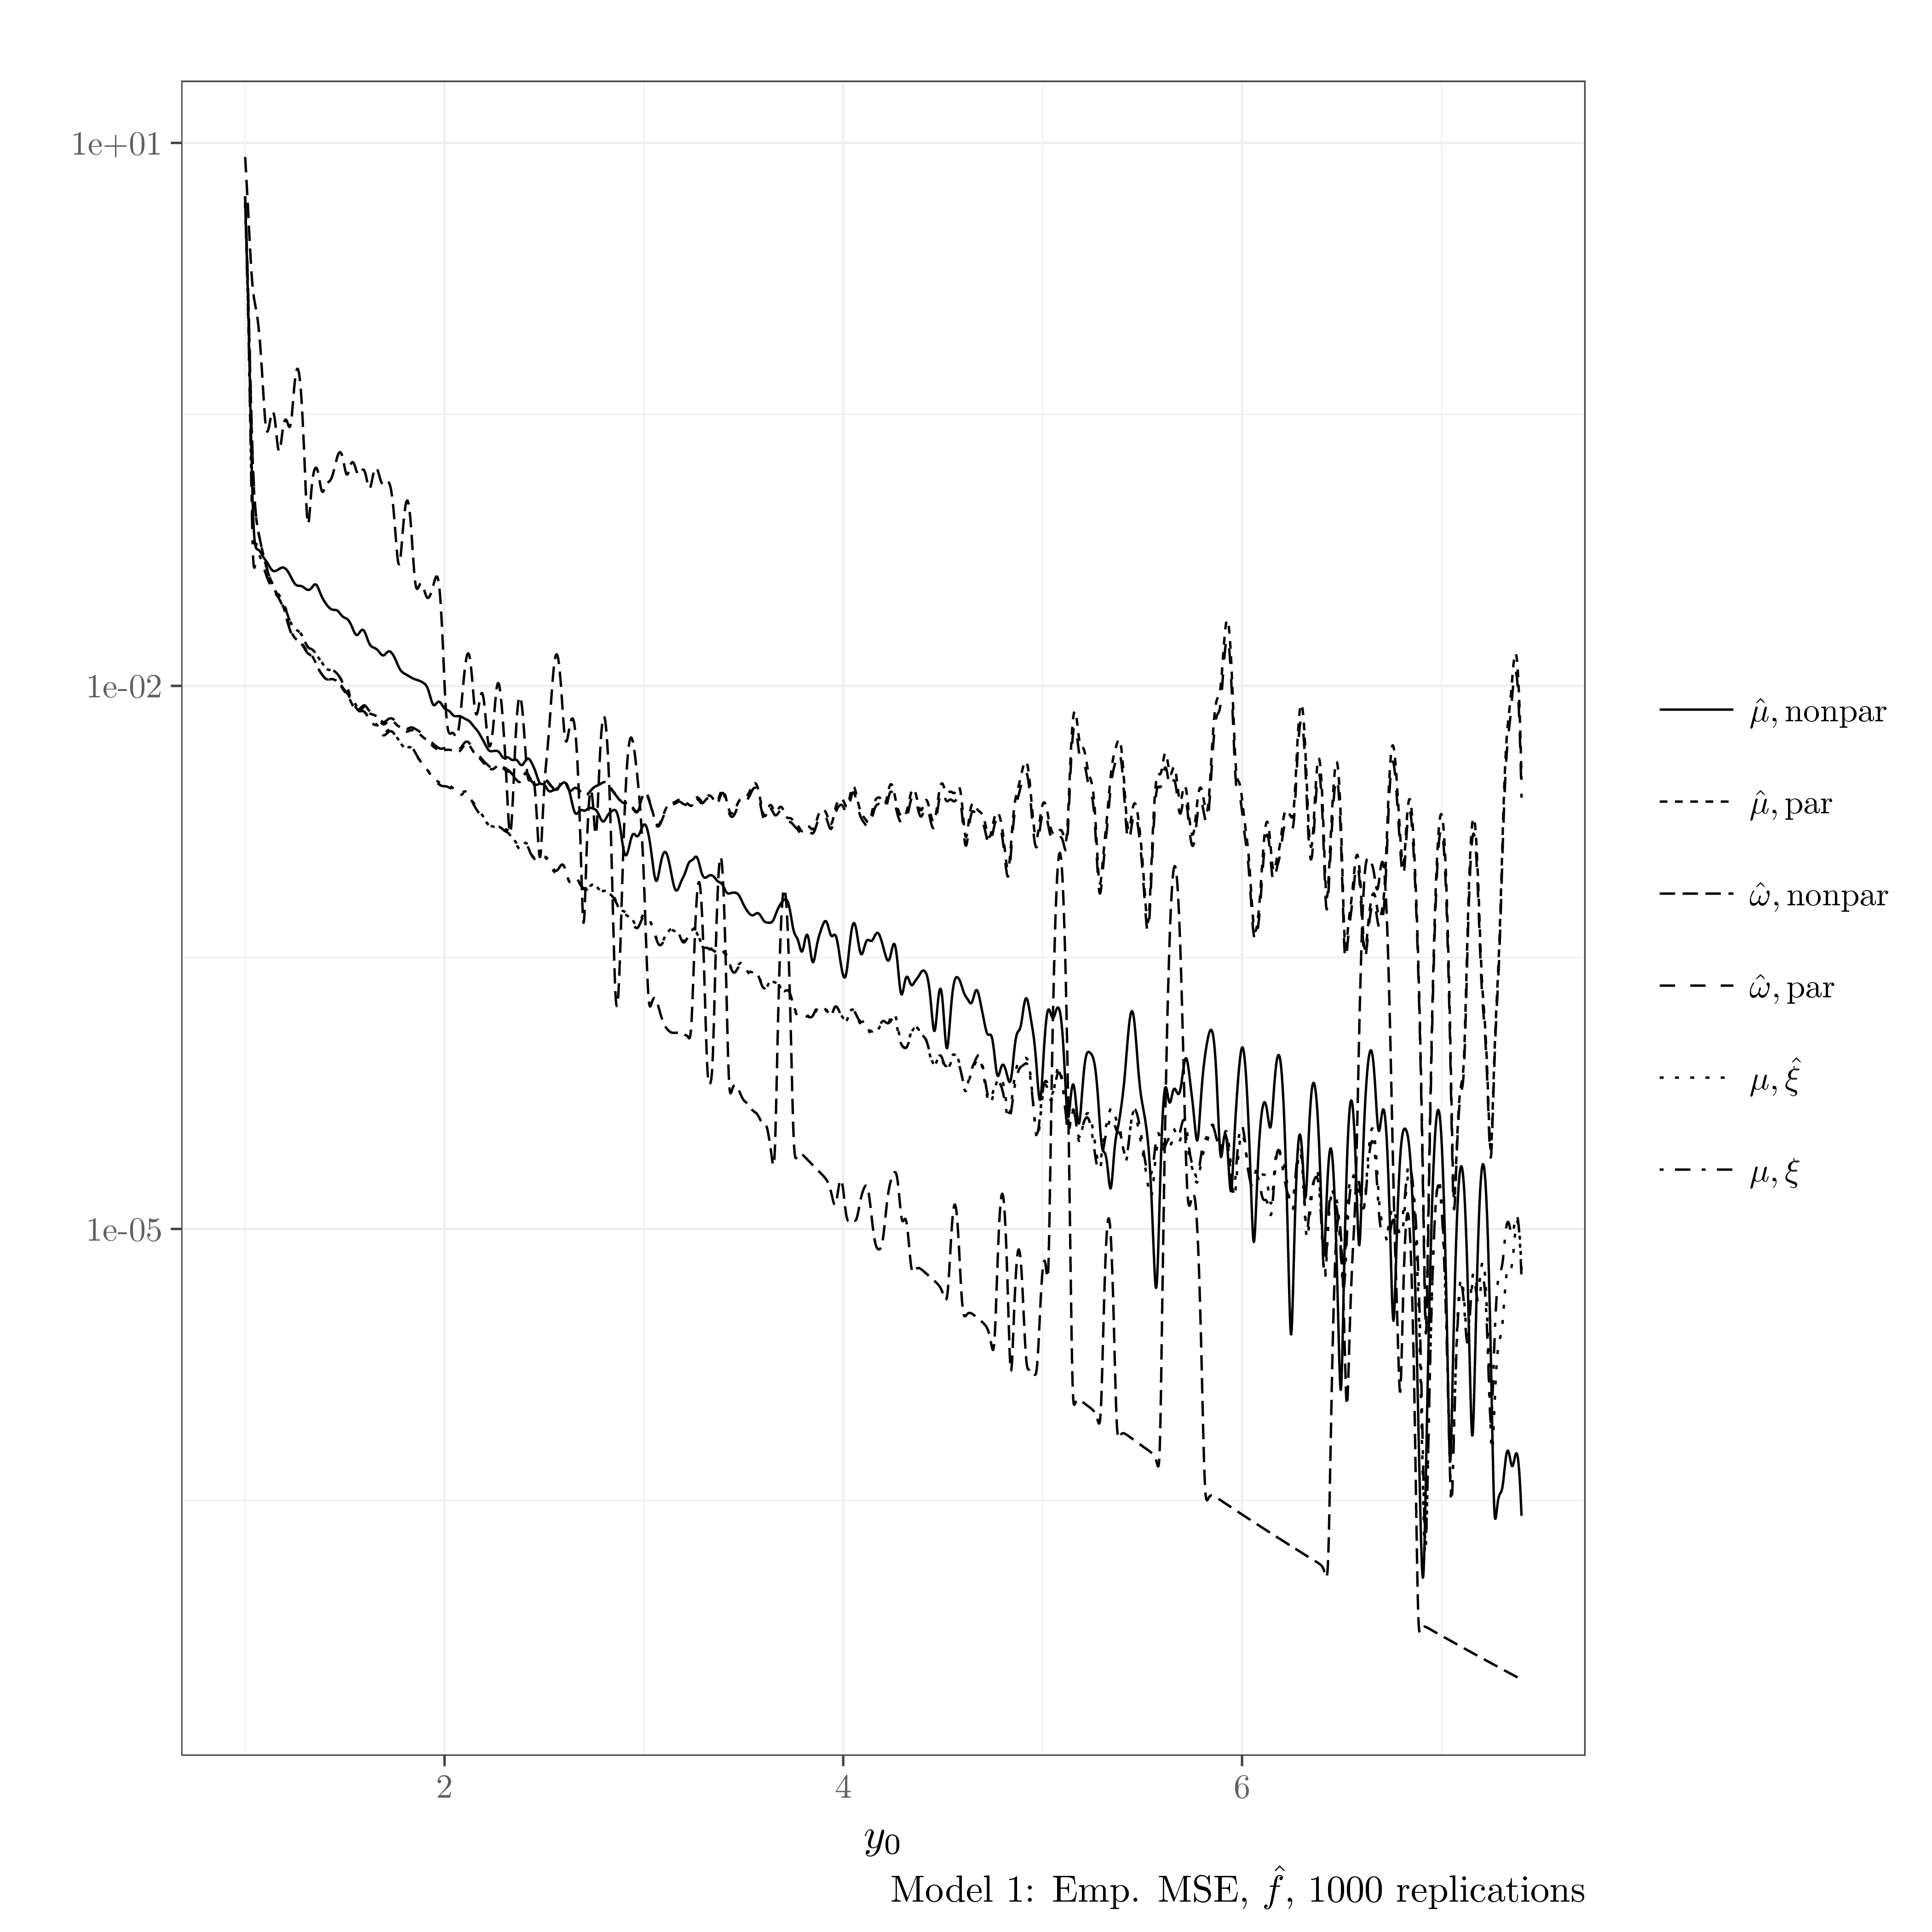 1e+01
1e-02
1e-05
2 4 6
y₀
Model 1: Emp. MSE, f̂, 1000 replications
μ̂, nonpar
μ̂, par
ω̂, nonpar
ω̂, par
μ, ξ̂
μ, ξ